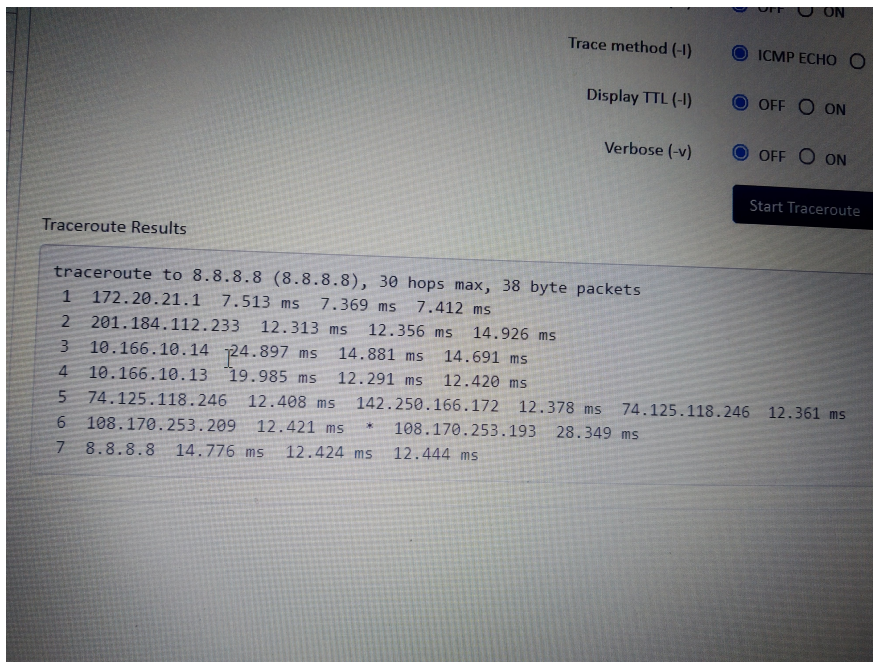 OFF ON
Trace method (-I) ICMP ECHO
Display TTL (-l) OFF ON
Verbose (-v) OFF ON
Start Traceroute
Traceroute Results
traceroute to 8.8.8.8 (8.8.8.8), 30 hops max, 38 byte packets
1 172.20.21.1 7.513 ms 7.369 ms 7.412 ms
2 201.184.112.233 12.313 ms 12.356 ms 14.926 ms
3 10.166.10.14 24.897 ms 14.881 ms 14.691 ms
4 10.166.10.13 19.985 ms 12.291 ms 12.420 ms
5 74.125.118.246 12.408 ms 142.250.166.172 12.378 ms 74.125.118.246 12.361 ms
6 108.170.253.209 12.421 ms * 108.170.253.193 28.349 ms
7 8.8.8.8 14.776 ms 12.424 ms 12.444 ms